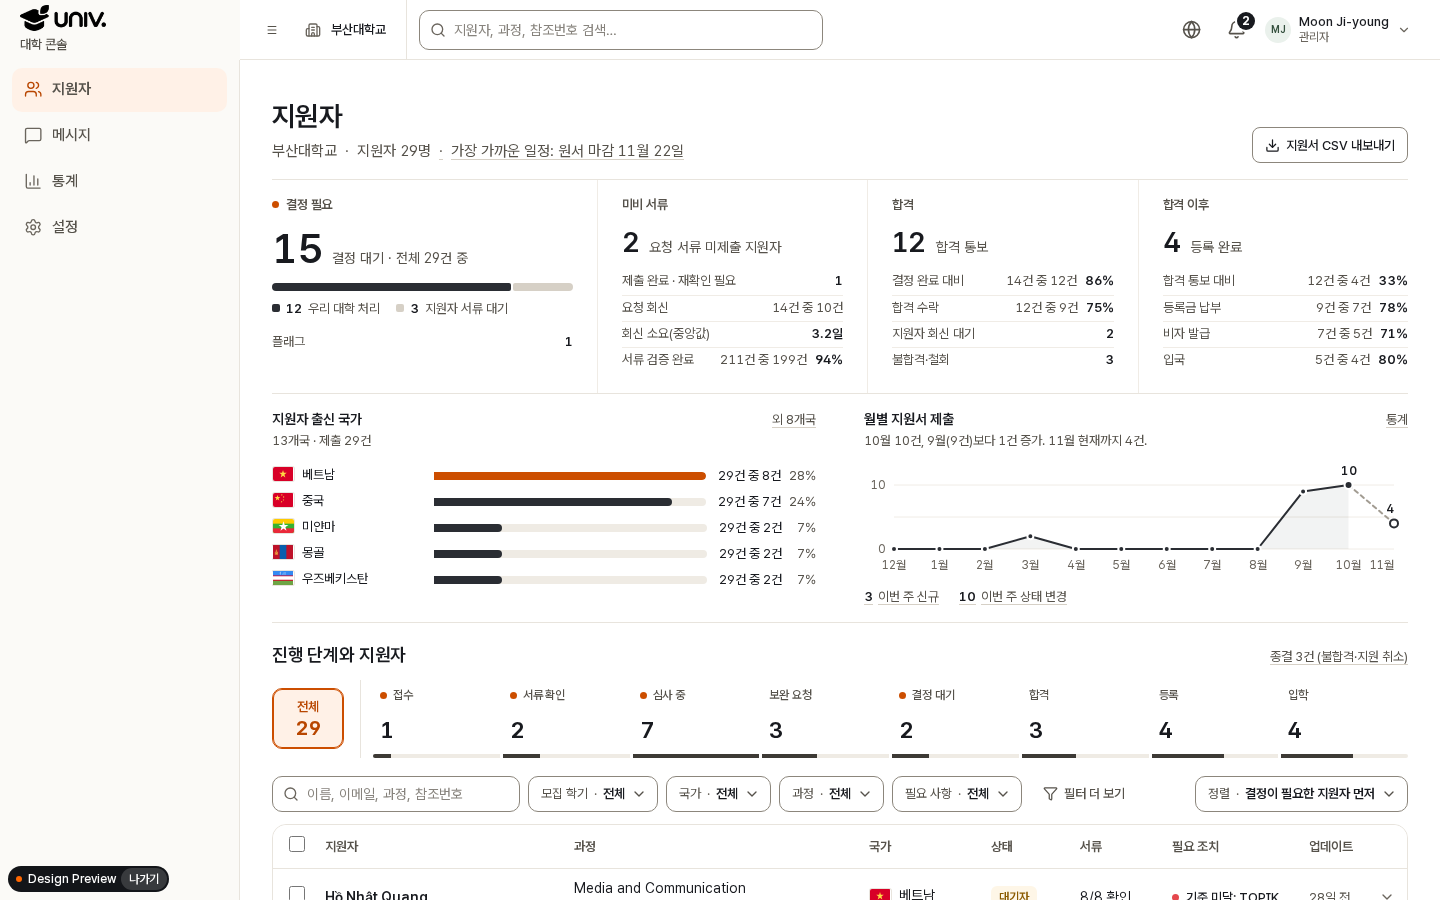 UNIV.
대학 콘솔
지원자
메시지
통계
설정
Design Preview 나가기
부산대학교
지원자, 과정, 참조번호 검색...
2
MJ
Moon Ji-young
관리자
지원자
부산대학교 · 지원자 29명 · 가장 가까운 일정: 원서 마감 11월 22일
지원서 CSV 내보내기
결정 필요
15 결정 대기 · 전체 29건 중
12 우리 대학 처리 3 지원자 서류 대기
플래그 1
미비 서류
2 요청 서류 미제출 지원자
제출 완료 · 재확인 필요 1
요청 회신 14건 중 10건
회신 소요(중앙값) 3.2일
서류 검증 완료 211건 중 199건 94%
합격
12 합격 통보
결정 완료 대비 14건 중 12건 86%
합격 수락 12건 중 9건 75%
지원자 회신 대기 2
불합격·철회 3
합격 이후
4 등록 완료
합격 통보 대비 12건 중 4건 33%
등록금 납부 9건 중 7건 78%
비자 발급 7건 중 5건 71%
입국 5건 중 4건 80%
지원자 출신 국가 외 8개국
13개국 · 제출 29건
베트남 29건 중 8건 28%
중국 29건 중 7건 24%
미얀마 29건 중 2건 7%
몽골 29건 중 2건 7%
우즈베키스탄 29건 중 2건 7%
월별 지원서 제출 통계
10월 10건, 9월(9건)보다 1건 증가. 11월 현재까지 4건.
10
10
4
0
12월 1월 2월 3월 4월 5월 6월 7월 8월 9월 10월 11월
3 이번 주 신규 10 이번 주 상태 변경
진행 단계와 지원자 종결 3건 (불합격·지원 취소)
전체
29
접수
1
서류확인
2
심사 중
7
보완 요청
3
결정 대기
2
합격
3
등록
4
입학
4
이름, 이메일, 과정, 참조번호
모집 학기 · 전체
국가 · 전체
과정 · 전체
필요 사항 · 전체
필터 더 보기
정렬 · 결정이 필요한 지원자 먼저
지원자 과정 국가 상태 서류 필요 조치 업데이트
Hồ Nhật Quang Media and Communication 베트남 대기자 8/8 확인 기준 미달: TOPIK 28일 전